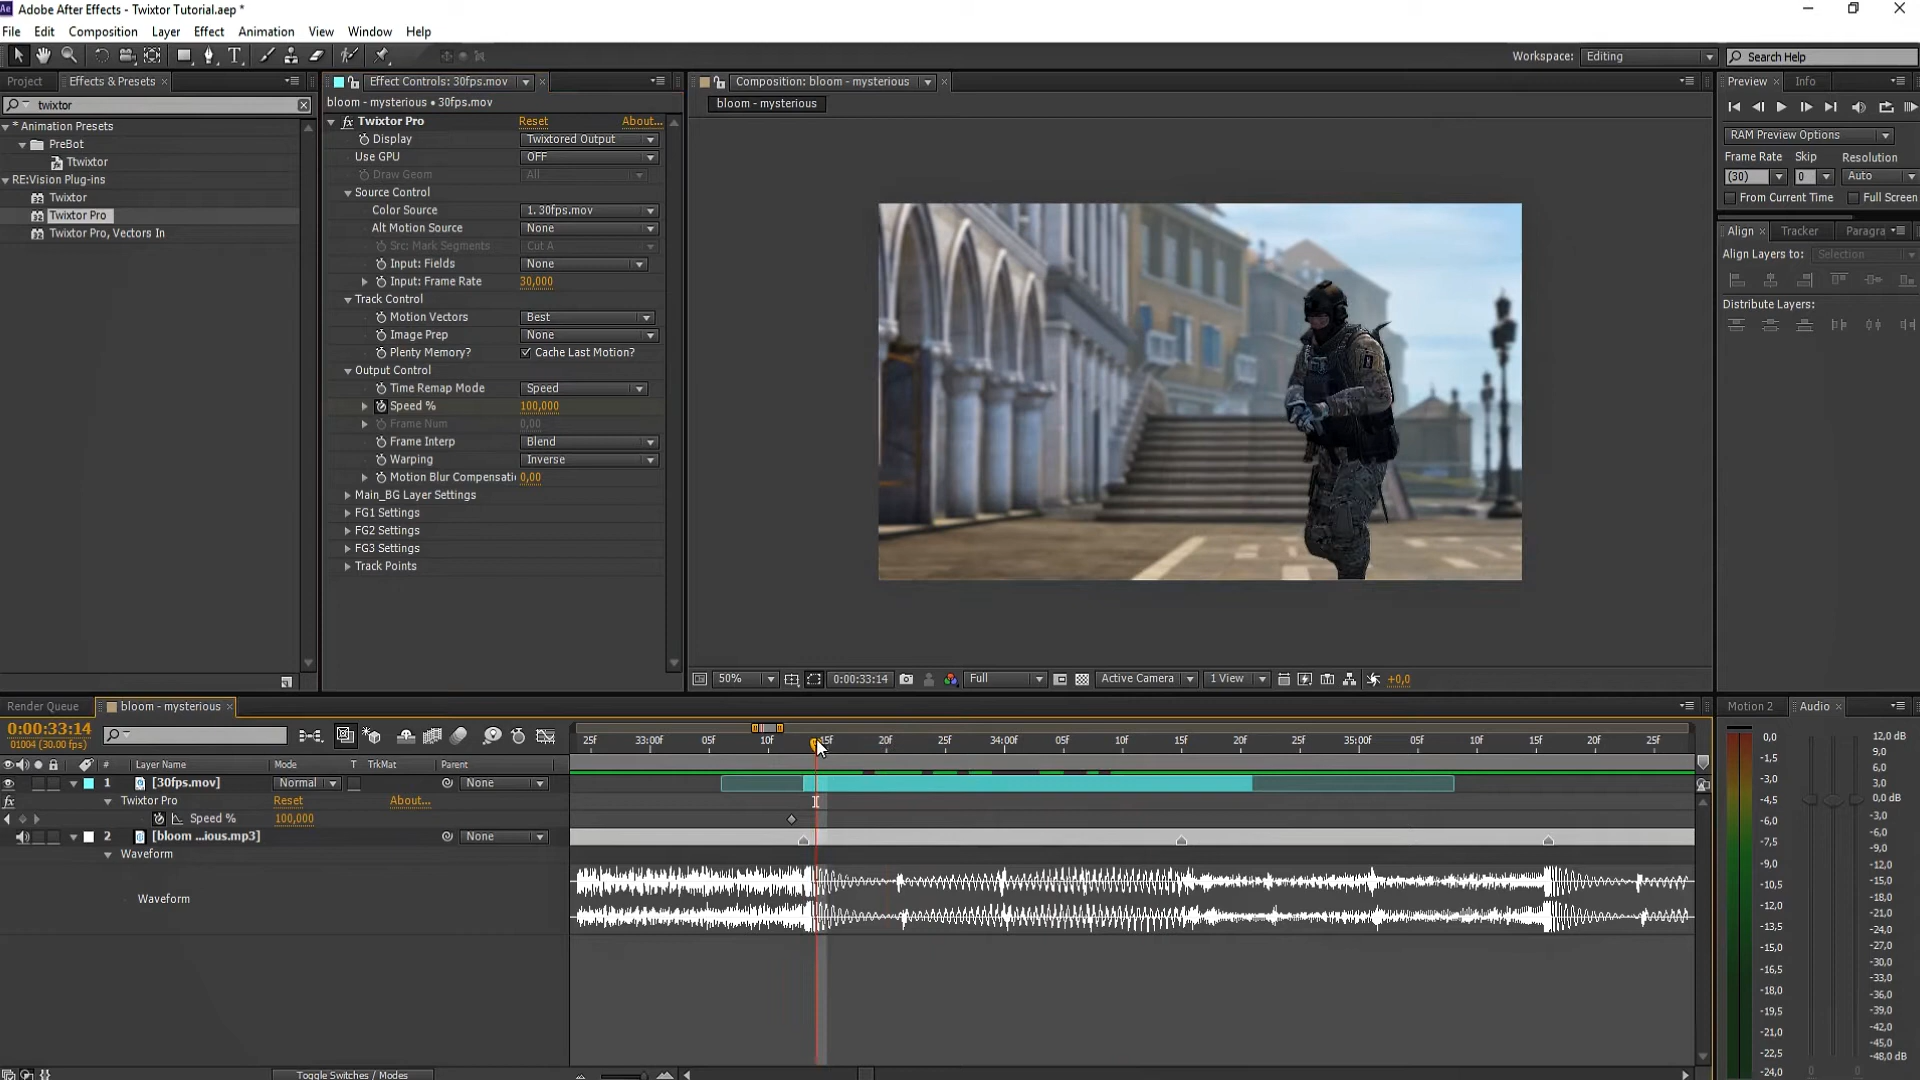 Ae Adobe After Effects - Twixtor Tutorial.aep *
File Edit Composition Layer Effect Animation View Window Help
Workspace: Editing Search Help
Project Effects & Presets
twixtor
* Animation Presets
PreBot
Ttwixtor
RE:Vision Plug-ins
Twixtor
Twixtor Pro
Twixtor Pro, Vectors In
Effect Controls: 30fps.mov
bloom - mysterious • 30fps.mov
fx Twixtor Pro Reset About...
Display Twixtored Output
Use GPU OFF
Draw Geom All
Source Control
Color Source 1. 30fps.mov
Alt Motion Source None
Src: Mark Segments Cut A
Input: Fields None
Input: Frame Rate 30,000
Track Control
Motion Vectors Best
Image Prep None
Plenty Memory? Cache Last Motion?
Output Control
Time Remap Mode Speed
Speed % 100,000
Frame Num 0,00
Frame Interp Blend
Warping Inverse
Motion Blur Compensati 0,00
Main_BG Layer Settings
FG1 Settings
FG2 Settings
FG3 Settings
Track Points
Composition: bloom - mysterious
bloom - mysterious
50% 0:00:33:14 Full Active Camera 1 View +0,0
Preview Info
RAM Preview Options
Frame Rate Skip Resolution
(30) 0 Auto
From Current Time Full Screen
Align Tracker Paragra
Align Layers to: Selection
Distribute Layers:
Render Queue bloom - mysterious
0:00:33:14
01004 (30.00 fps)
25f 33:00f 05f 10f 15f 20f 25f 34:00f 05f 10f 15f 20f 25f 35:00f 05f 10f 15f 20f 25f
# Layer Name Mode T TrkMat Parent
1 [30fps.mov] Normal None
fx Twixtor Pro Reset About...
Speed % 100,000
2 [bloom ...ious.mp3] None
Waveform
Waveform
Toggle Switches / Modes
Motion 2 Audio
0,0
-1,5
-3,0
-4,5
-6,0
-7,5
-9,0
-10,5
-12,0
-13,5
-15,0
-16,5
-18,0
-19,5
-21,0
-22,5
-24,0
12,0 dB
9,0
6,0
3,0
0,0 dB
-3,0
-6,0
-9,0
-12,0
-15,0
-18,0
-21,0
-24,0
-27,0
-30,0
-33,0
-36,0
-39,0
-42,0
-45,0
-48,0 dB
0 0